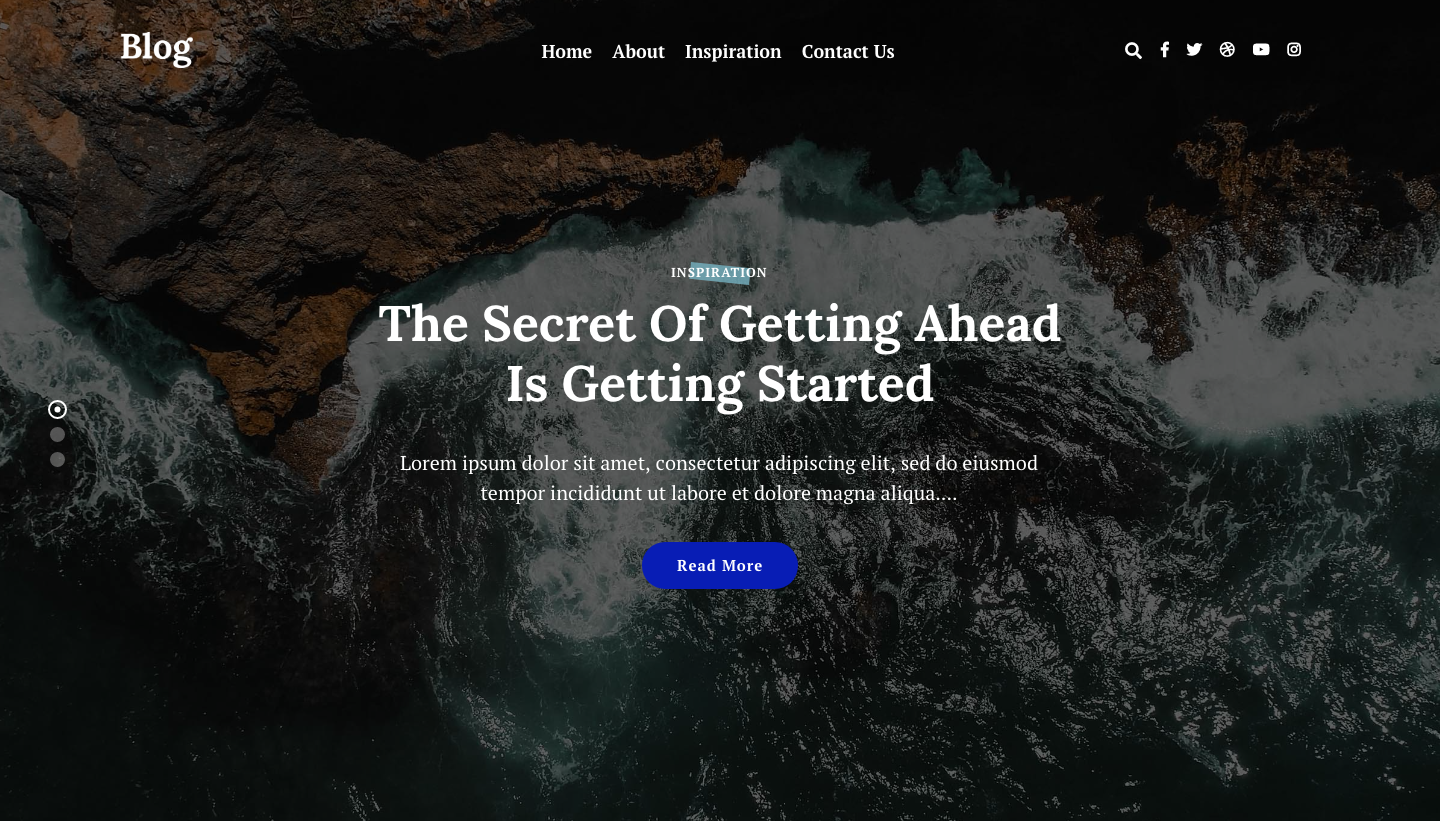 Blog
Home About Inspiration Contact Us
INSPIRATION
The Secret Of Getting Ahead
Is Getting Started
Lorem ipsum dolor sit amet, consectetur adipiscing elit, sed do eiusmod
tempor incididunt ut labore et dolore magna aliqua....
Read More